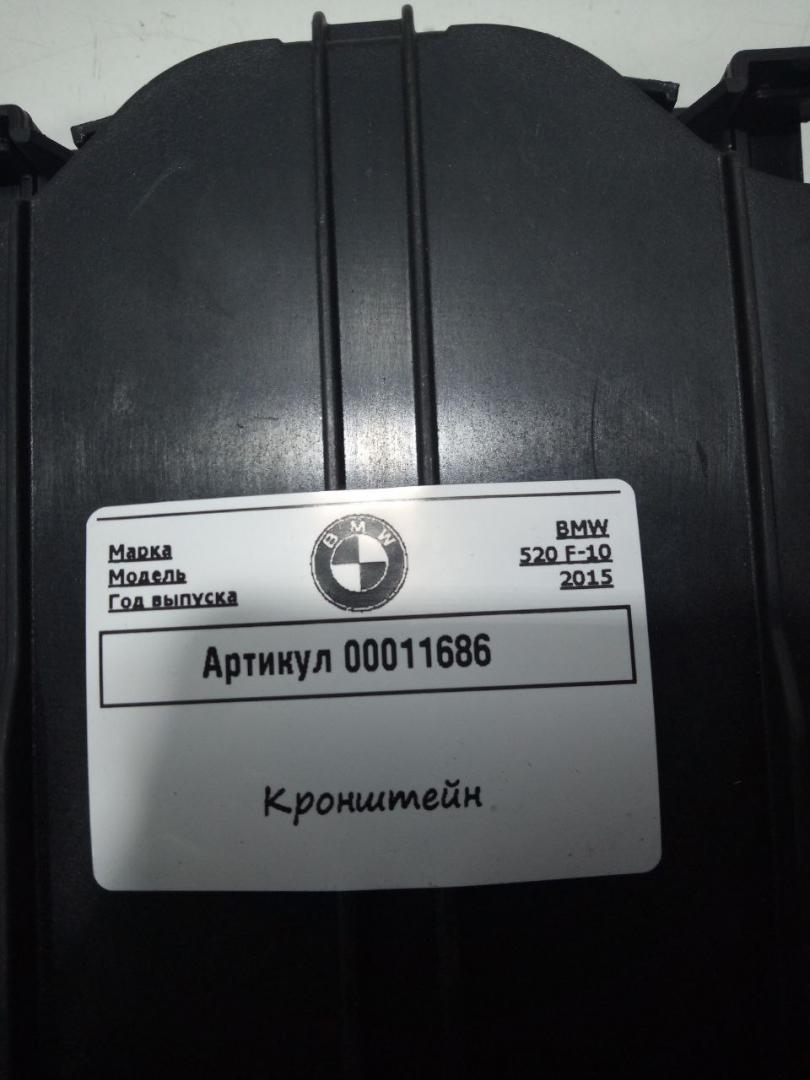 Марка BMW
Модель 520 F-10
Год выпуска 2015
BMW
Артикул 00011686
Кронштейн